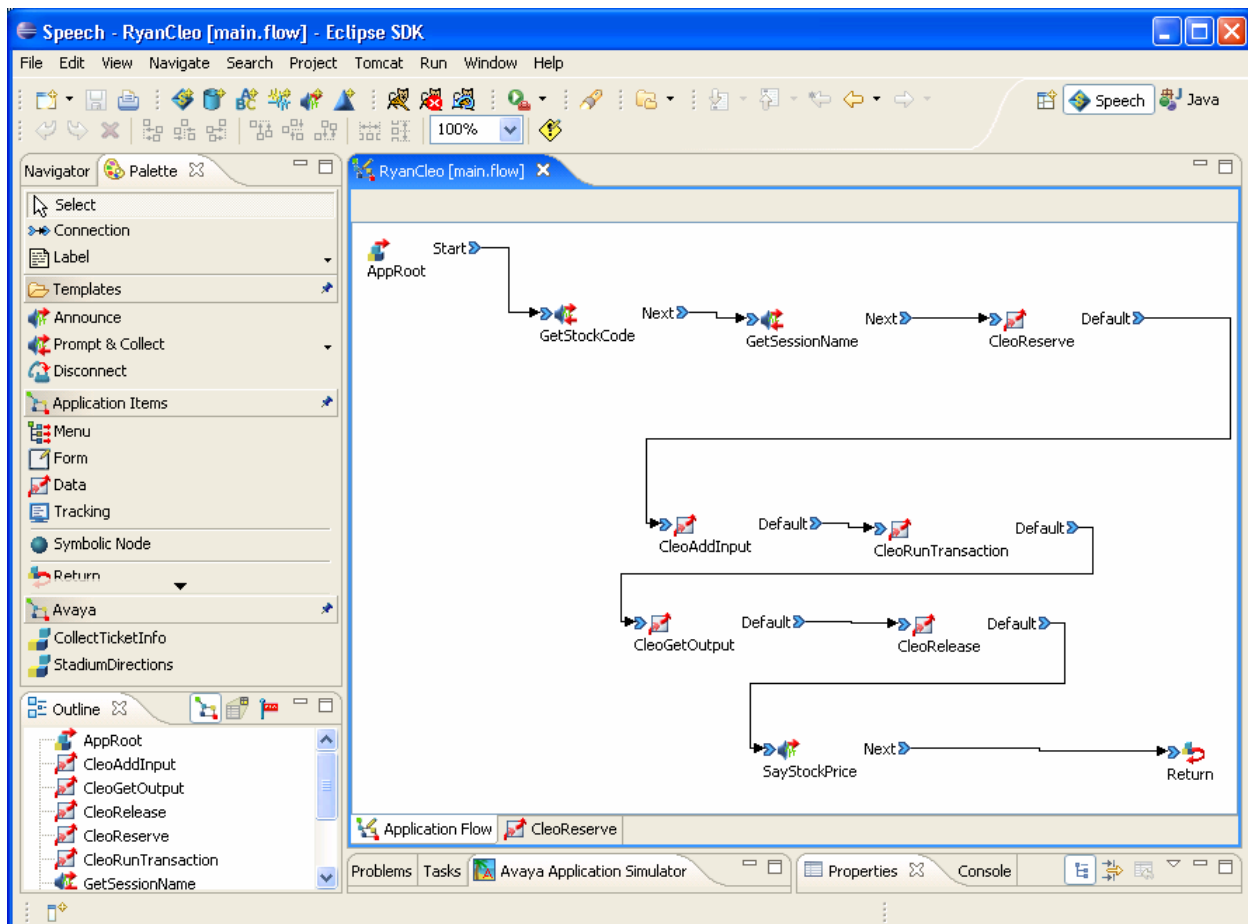 Speech - RyanCleo [main.flow] - Eclipse SDK
File Edit View Navigate Search Project Tomcat Run Window Help
Speech Java
100%
Navigator Palette
RyanCleo [main.flow]
Select
Connection
Label
Templates
Announce
Prompt & Collect
Disconnect
Application Items
Menu
Form
Data
Tracking
Symbolic Node
Return
Avaya
CollectTicketInfo
StadiumDirections
AppRoot
Start
GetStockCode
Next
GetSessionName
Next
CleoReserve
Default
CleoAddInput
Default
CleoRunTransaction
Default
CleoGetOutput
Default
CleoRelease
Default
SayStockPrice
Next
Return
Outline
AppRoot
CleoAddInput
CleoGetOutput
CleoRelease
CleoReserve
CleoRunTransaction
GetSessionName
Application Flow CleoReserve
Problems Tasks Avaya Application Simulator Properties Console